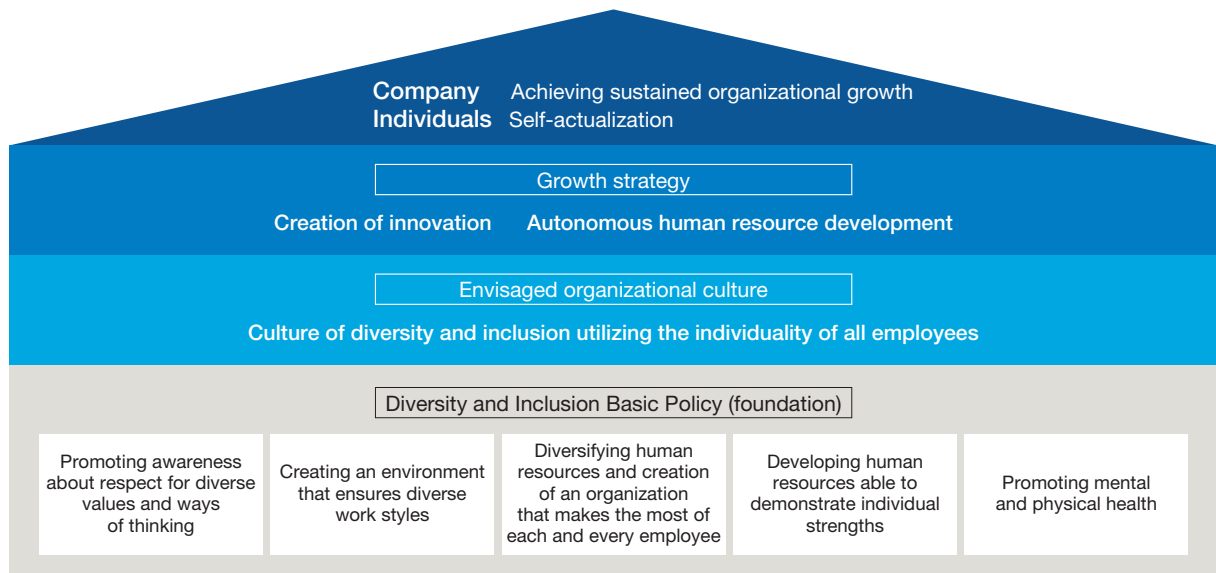 Company Achieving sustained organizational growth
Individuals Self-actualization
Growth strategy
Creation of innovation Autonomous human resource development
Envisaged organizational culture
Culture of diversity and inclusion utilizing the individuality of all employees
Diversity and Inclusion Basic Policy (foundation)
Promoting awareness
about respect for diverse
values and ways
of thinking
Creating an environment
that ensures diverse
work styles
Diversifying human
resources and creation
of an organization
that makes the most of
each and every employee
Developing human
resources able to
demonstrate individual
strengths
Promoting mental
and physical health